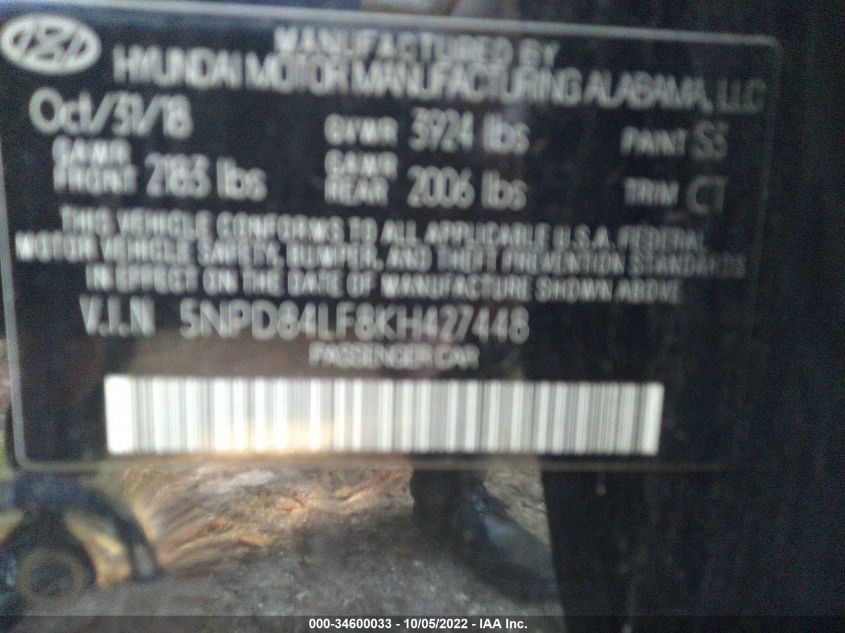 MANUFACTURED BY
HYUNDAI MOTOR MANUFACTURING ALABAMA, LLC
Oct/31/18 GVWR 3924 lbs PAINT S3
GAWR FRONT 2183 lbs GAWR REAR 2006 lbs TRIM CT
THIS VEHICLE CONFORMS TO ALL APPLICABLE U.S.A. FEDERAL
MOTOR VEHICLE SAFETY, BUMPER, AND THEFT PREVENTION STANDARDS
IN EFFECT ON THE DATE OF MANUFACTURE SHOWN ABOVE.
V.I.N 5NPD84LF8KH427448
PASSENGER CAR
000-34600033 - 10/05/2022 - IAA Inc.